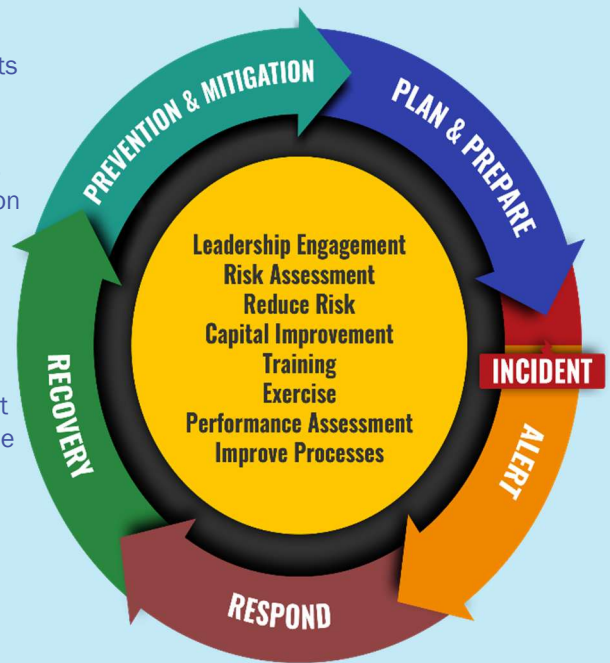 PREVENTION & MITIGATION
PLAN & PREPARE
INCIDENT
ALERT
RESPOND
RECOVERY
Leadership Engagement
Risk Assessment
Reduce Risk
Capital Improvement
Training
Exercise
Performance Assessment
Improve Processes